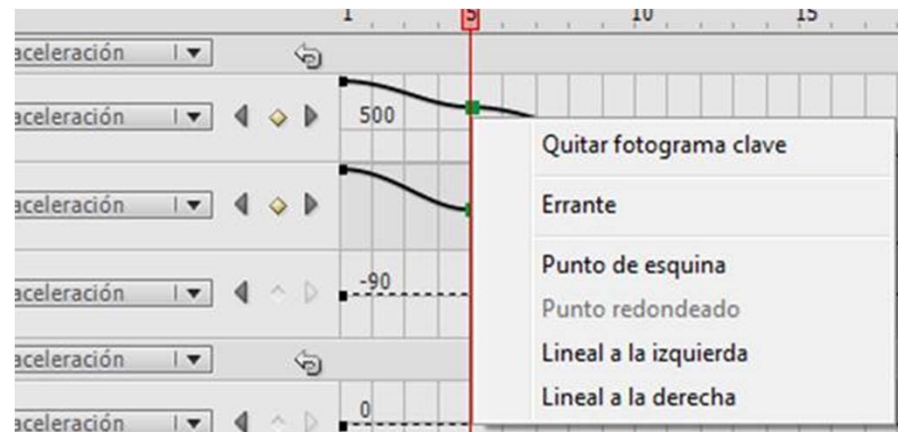 1 5 10 15
aceleración
aceleración
500
Quitar fotograma clave
aceleración
Errante
Punto de esquina
aceleración
-90
Punto redondeado
aceleración
Lineal a la izquierda
Lineal a la derecha
aceleración
0